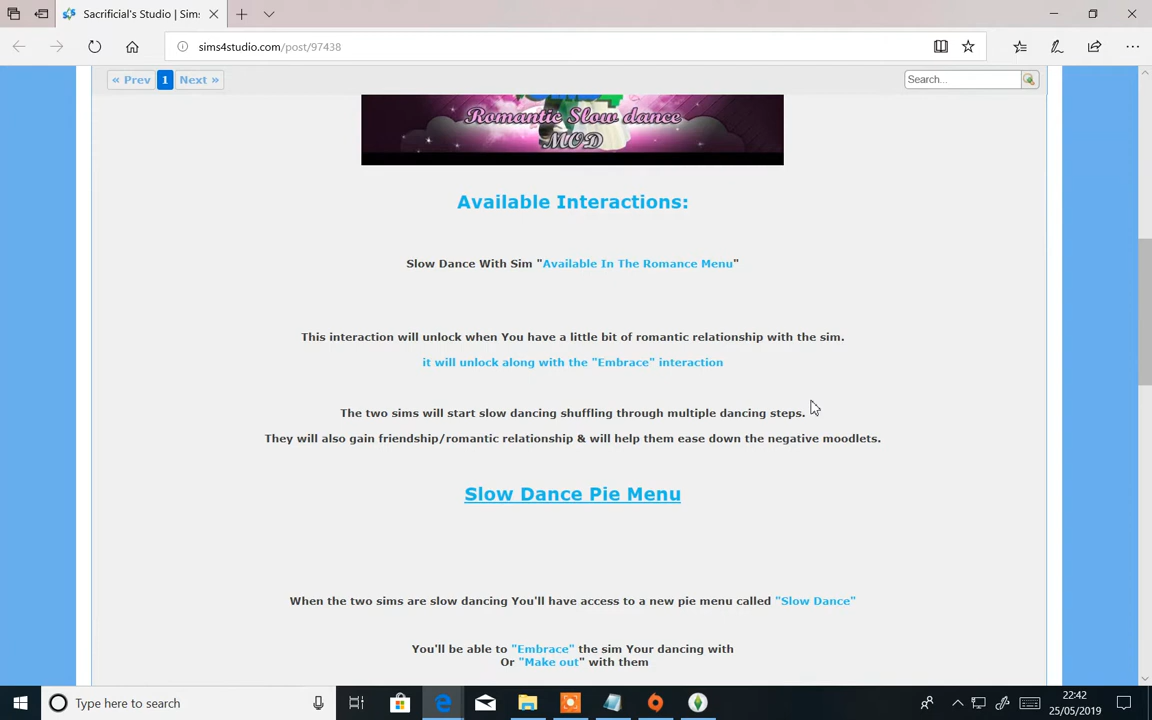 Sacrificial's Studio | Sims
sims4studio.com/post/97438
« Prev 1 Next »
Search...
Romantic Slow dance
MOD
Available Interactions:
Slow Dance With Sim "Available In The Romance Menu"
This interaction will unlock when You have a little bit of romantic relationship with the sim.
it will unlock along with the "Embrace" interaction
The two sims will start slow dancing shuffling through multiple dancing steps.
They will also gain friendship/romantic relationship & will help them ease down the negative moodlets.
Slow Dance Pie Menu
When the two sims are slow dancing You'll have access to a new pie menu called "Slow Dance"
You'll be able to "Embrace" the sim Your dancing with
Or "Make out" with them
Type here to search
22:42
25/05/2019